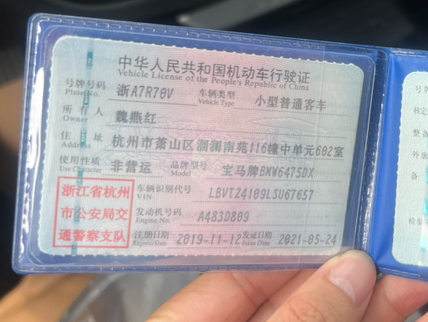 中华人民共和国机动车行驶证
Vehicle License of the People's Republic of China
号牌号码 浙A7R70V 车辆类型 小型普通客车
Plate No. Vehicle Type
所有人 魏燕红
Owner
住址 杭州市萧山区湖南苑116幢中单元602室
Address
使用性质 非营运 品牌型号 宝马牌BMW6475DX
Use Character Model
车辆识别代号 LBVTZ4109LSU67657
VIN
发动机号码 A483D809
Engine No.
注册日期 2019-11-12 发证日期 2021-05-24
Register Date Issue Date
浙江省杭州
市公安局交
通警察支队